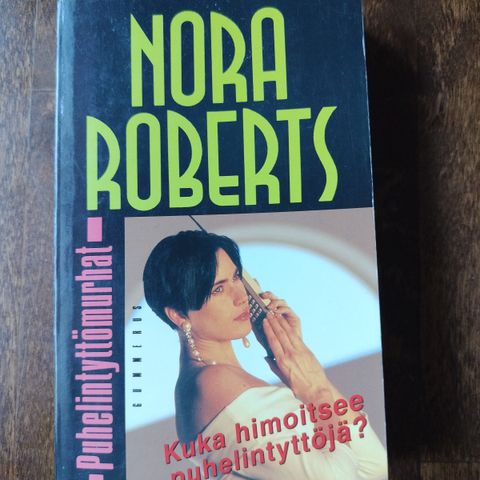 NORA
ROBERTS
Puhelintyttömurhat
GUMMERUS
Kuka himoitsee
puhelintyttöjä?